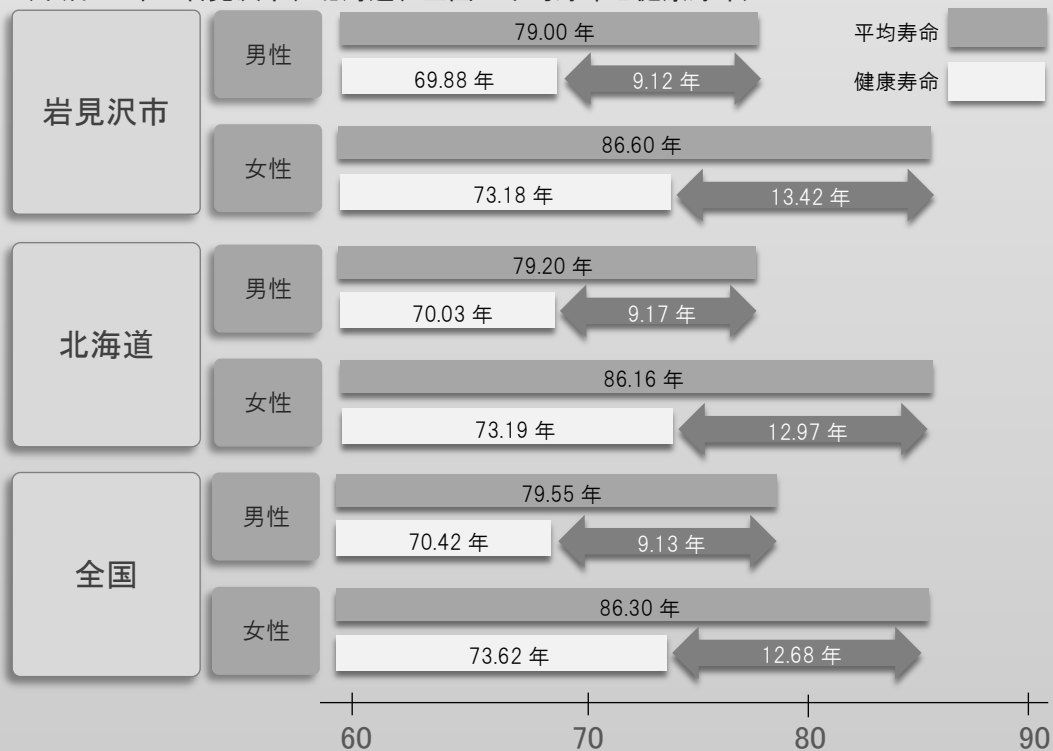 平均寿命
健康寿命
岩見沢市
男性
79.00 年
69.88 年
9.12 年
女性
86.60 年
73.18 年
13.42 年
北海道
男性
79.20 年
70.03 年
9.17 年
女性
86.16 年
73.19 年
12.97 年
全国
男性
79.55 年
70.42 年
9.13 年
女性
86.30 年
73.62 年
12.68 年
60 70 80 90